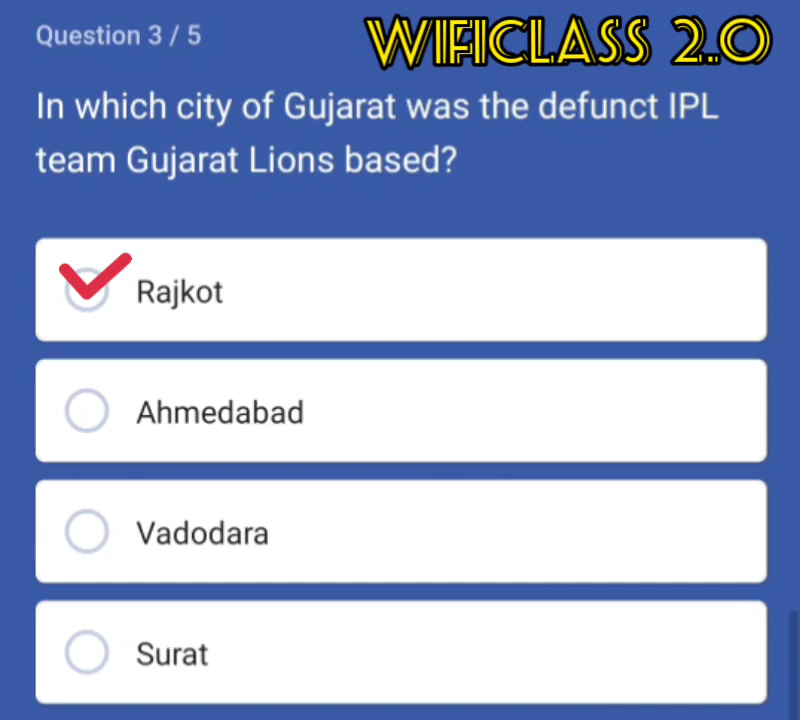 Question 3 / 5
WIFICLASS 2.0
In which city of Gujarat was the defunct IPL
team Gujarat Lions based?
Rajkot
Ahmedabad
Vadodara
Surat